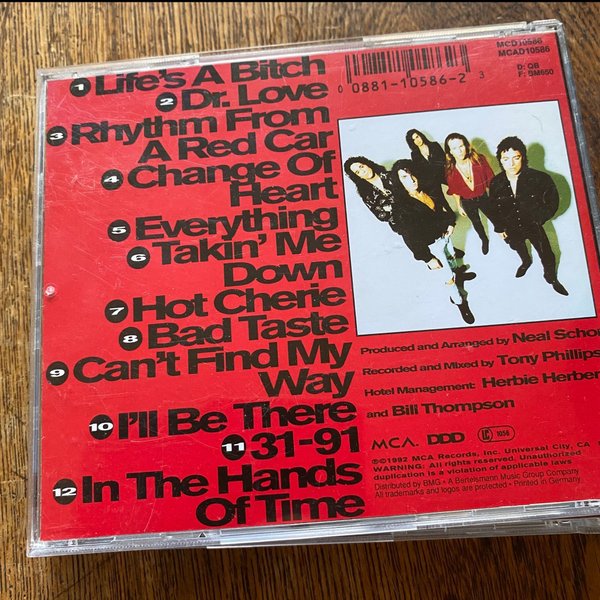 1 Life's A Bitch
2 Dr. Love
3 Rhythm From
A Red Car
4 Change Of
Heart
5 Everything
6 Takin' Me
Down
7 Hot Cherie
8 Bad Taste
9 Can't Find My
Way
10 I'll Be There
11 31-91
12 In The Hands
Of Time
MCD10586
MCAD10586
D: QB
F: BM650
0 0881-10586-2 3
Produced and Arranged by Neal Schon
Recorded and Mixed by Tony Phillips
Hotel Management: Herbie Herber
and Bill Thompson
MCA. DDD LC 1056
℗©1992 MCA Records, Inc. Universal City, CA
WARNING: All rights reserved. Unauthorized
duplication is a violation of applicable laws
Distributed by BMG • A Bertelsmann Music Group Company
All trademarks and logos are protected • Printed in Germany